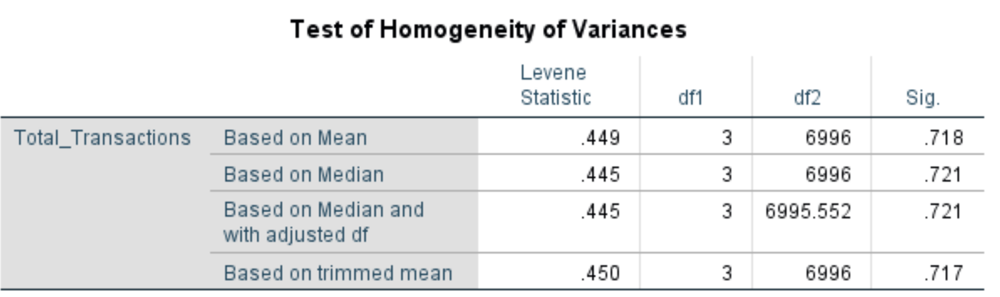 Test of Homogeneity of Variances
Levene
Statistic df1 df2 Sig.
Total_Transactions Based on Mean .449 3 6996 .718
Based on Median .445 3 6996 .721
Based on Median and .445 3 6995.552 .721
with adjusted df
Based on trimmed mean .450 3 6996 .717